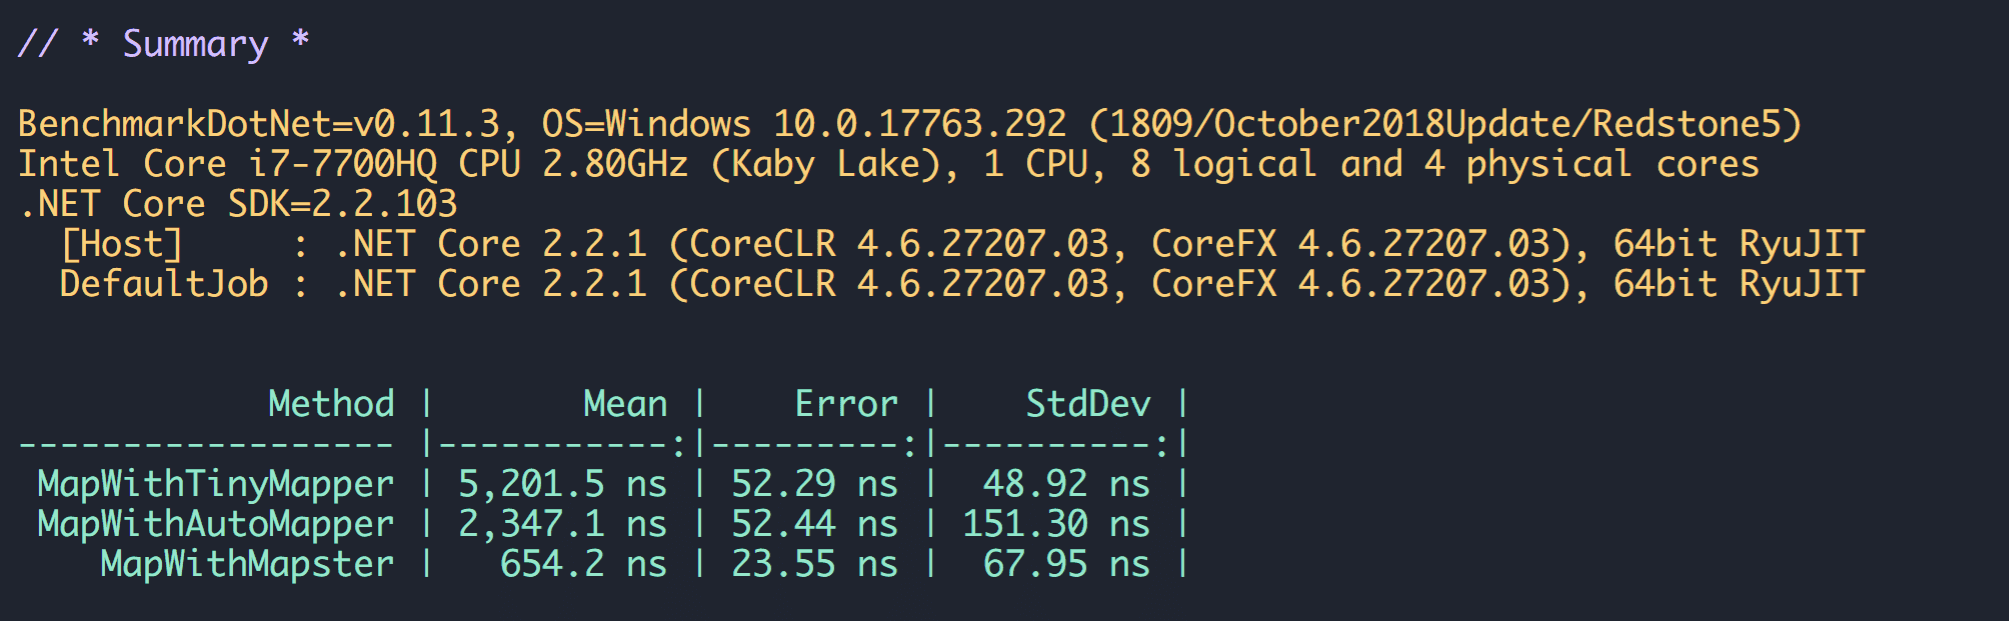 // * Summary *
BenchmarkDotNet=v0.11.3, OS=Windows 10.0.17763.292 (1809/October2018Update/Redstone5)
Intel Core i7-7700HQ CPU 2.80GHz (Kaby Lake), 1 CPU, 8 logical and 4 physical cores
.NET Core SDK=2.2.103
  [Host]     : .NET Core 2.2.1 (CoreCLR 4.6.27207.03, CoreFX 4.6.27207.03), 64bit RyuJIT
  DefaultJob : .NET Core 2.2.1 (CoreCLR 4.6.27207.03, CoreFX 4.6.27207.03), 64bit RyuJIT
            Method |       Mean |    Error |    StdDev |
------------------ |-----------:|---------:|----------:|
 MapWithTinyMapper | 5,201.5 ns | 52.29 ns |  48.92 ns |
 MapWithAutoMapper | 2,347.1 ns | 52.44 ns | 151.30 ns |
    MapWithMapster |   654.2 ns | 23.55 ns |  67.95 ns |